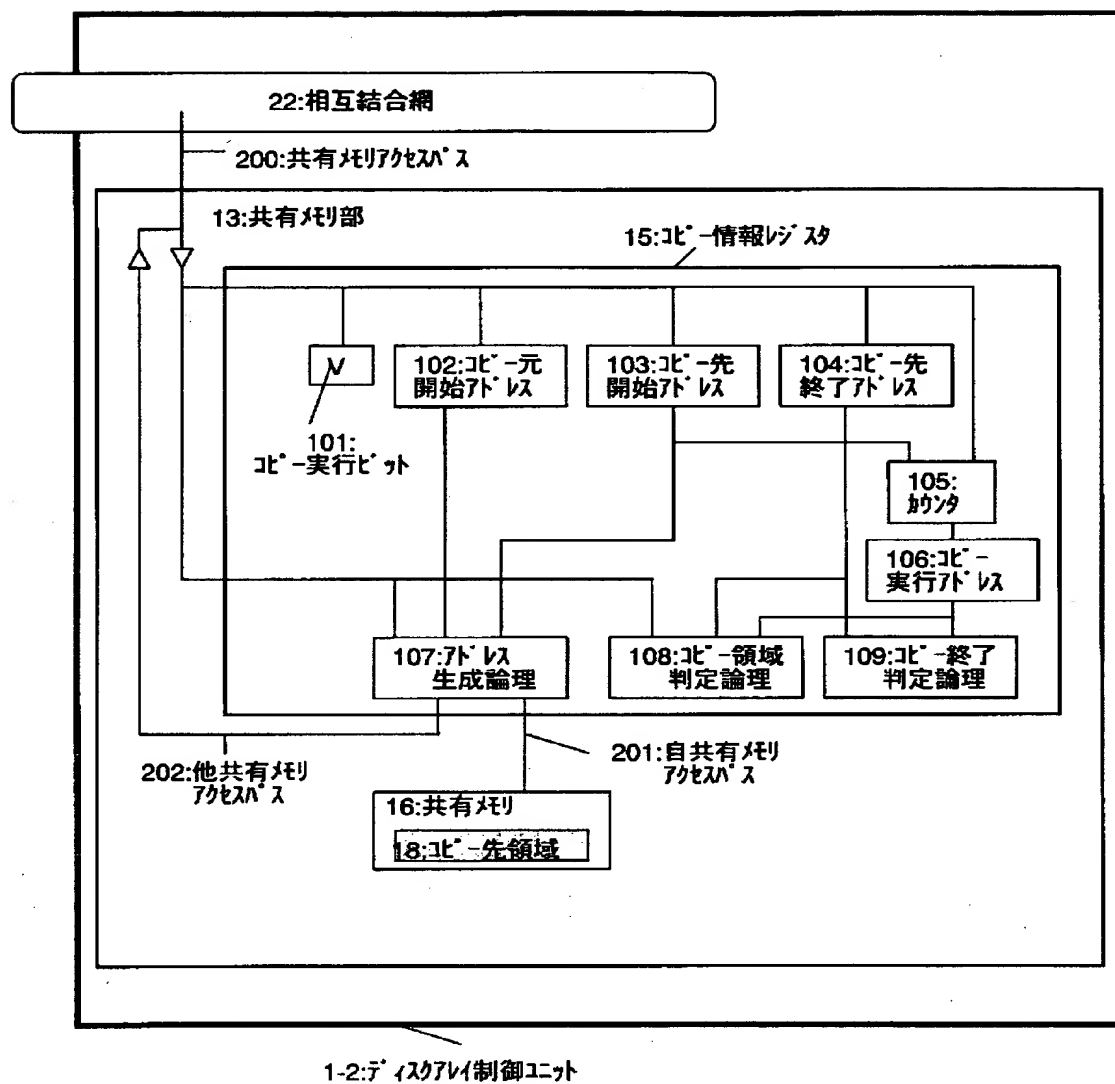 22:相互結合網
200:共有ﾒﾓﾘｱｸｾｽﾊﾟｽ
13:共有ﾒﾓﾘ部
15:ｺﾋﾟｰ情報ﾚｼﾞｽﾀ
V
102:ｺﾋﾟｰ元
開始ｱﾄﾞﾚｽ
103:ｺﾋﾟｰ先
開始ｱﾄﾞﾚｽ
104:ｺﾋﾟｰ先
終了ｱﾄﾞﾚｽ
101:
ｺﾋﾟｰ実行ﾋﾞｯﾄ
105:
ｶｳﾝﾀ
106:ｺﾋﾟｰ
実行ｱﾄﾞﾚｽ
107:ｱﾄﾞﾚｽ
生成論理
108:ｺﾋﾟｰ領域
判定論理
109:ｺﾋﾟｰ終了
判定論理
202:他共有ﾒﾓﾘ
ｱｸｾｽﾊﾟｽ
201:自共有ﾒﾓﾘ
ｱｸｾｽﾊﾟｽ
16:共有ﾒﾓﾘ
18:ｺﾋﾟｰ先領域
1-2:ﾃﾞｨｽｸｱﾚｲ制御ﾕﾆｯﾄ